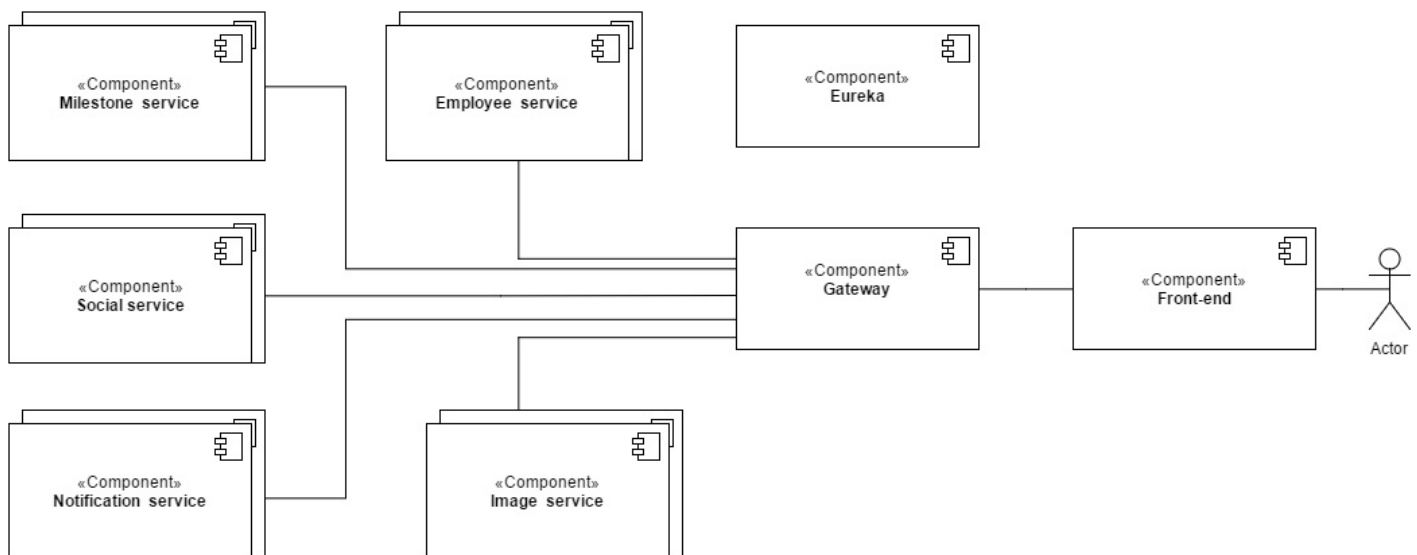 «Component»
Milestone service
«Component»
Employee service
«Component»
Eureka
«Component»
Social service
«Component»
Gateway
«Component»
Front-end
Actor
«Component»
Notification service
«Component»
Image service